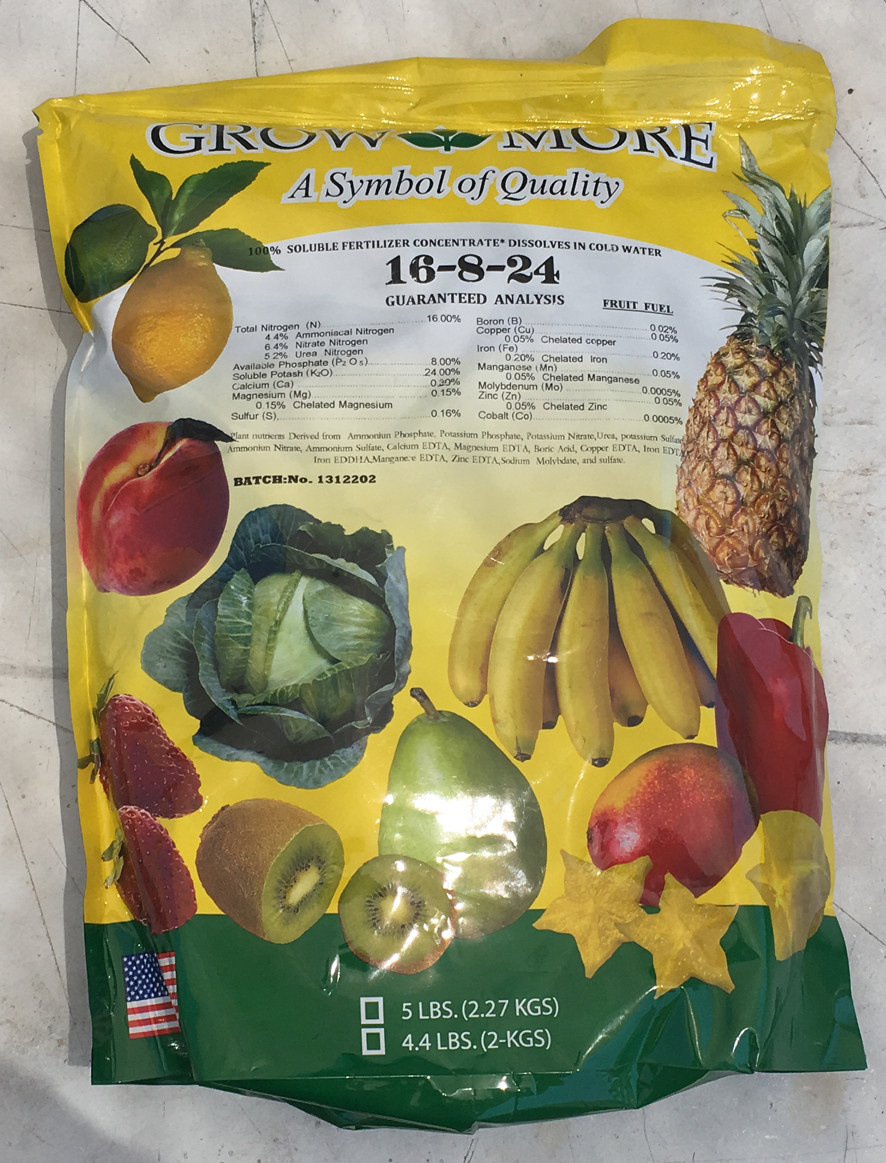 GROW MORE
A Symbol of Quality
100% SOLUBLE FERTILIZER CONCENTRATE* DISSOLVES IN COLD WATER
16-8-24
GUARANTEED ANALYSIS FRUIT FUEL
Total Nitrogen (N) 16.00%
4.4% Ammoniacal Nitrogen
6.4% Nitrate Nitrogen
5.2% Urea Nitrogen
Available Phosphate (P2O5) 8.00%
Soluble Potash (K2O) 24.00%
Calcium (Ca) 0.20%
Magnesium (Mg) 0.15%
0.15% Chelated Magnesium
Sulfur (S) 0.16%
Boron (B) 0.02%
Copper (Cu) 0.05%
0.05% Chelated copper
Iron (Fe) 0.20%
0.20% Chelated Iron
Manganese (Mn) 0.05%
0.05% Chelated Manganese
Molybdenum (Mo) 0.0005%
Zinc (Zn) 0.05%
0.05% Chelated Zinc
Cobalt (Co) 0.0005%
Plant nutrients Derived from Ammoniun Phosphate, Potassium Phosphate, Potassium Nitrate,Urea, potassium Sulfate
Ammonium Nitrate, Ammonium Sulfate, Calcium EDTA, Magnesium EDTA, Boric Acid, Copper EDTA, Iron EDTA
Iron EDDHA,Manganese EDTA, Zinc EDTA,Sodium Molybdate, and sulfate.
BATCH:No. 1312202
5 LBS. (2.27 KGS)
4.4 LBS. (2-KGS)